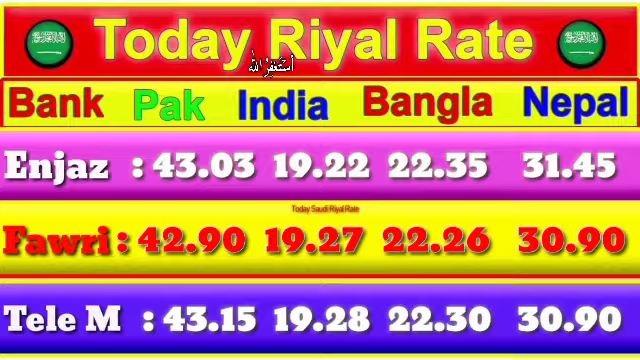 Today Riyal Rate
أستغفر الله
Bank Pak India Bangla Nepal
Enjaz : 43.03 19.22 22.35 31.45
Today Saudi Riyal Rate
Fawri : 42.90 19.27 22.26 30.90
Tele M : 43.15 19.28 22.30 30.90